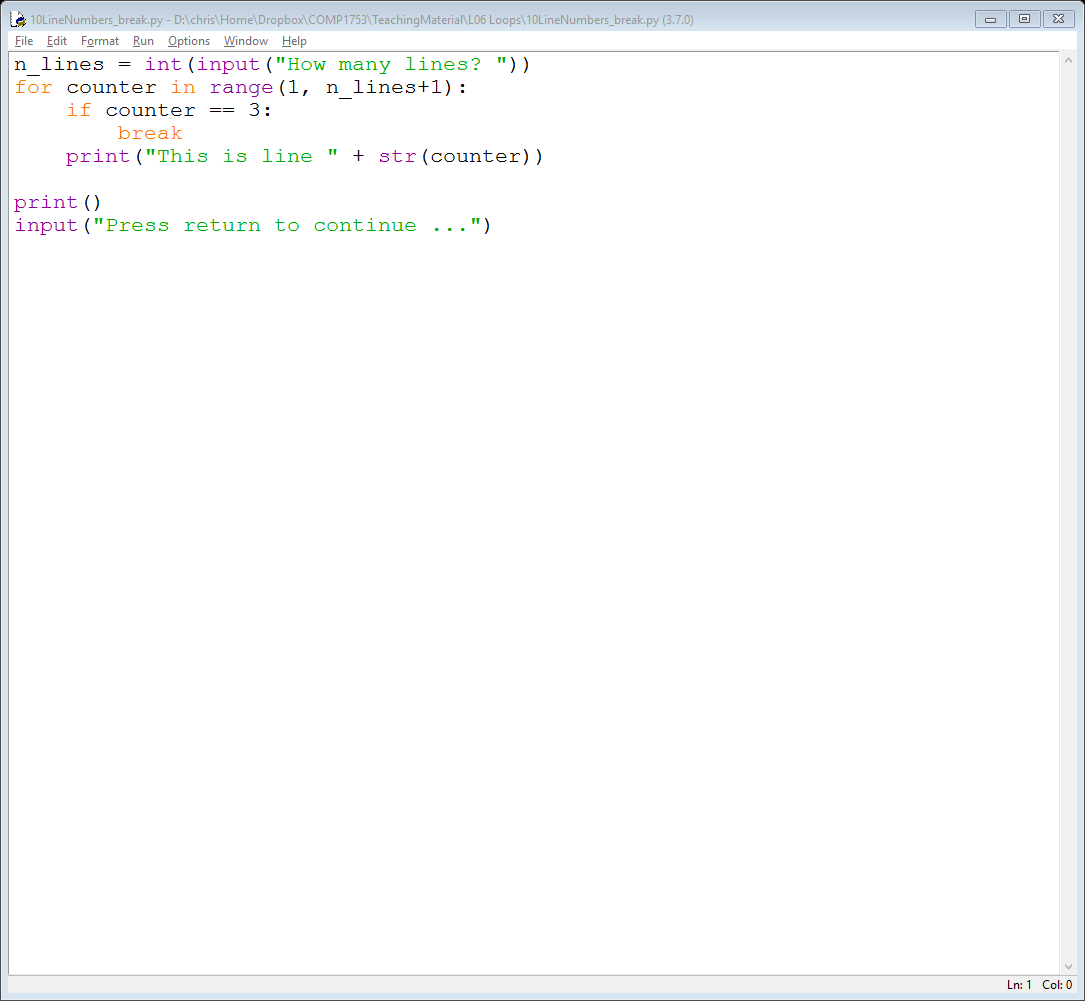 10LineNumbers_break.py - D:\chris\Home\Dropbox\COMP1753\TeachingMaterial\L06 Loops\10LineNumbers_break.py (3.7.0)
File Edit Format Run Options Window Help
n_lines = int(input("How many lines? "))
for counter in range(1, n_lines+1):
    if counter == 3:
        break
    print("This is line " + str(counter))

print()
input("Press return to continue ...")
Ln: 1 Col: 0